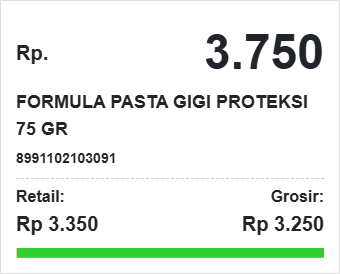 Rp. 3.750
FORMULA PASTA GIGI PROTEKSI
75 GR
8991102103091
Retail: Grosir:
Rp 3.350 Rp 3.250